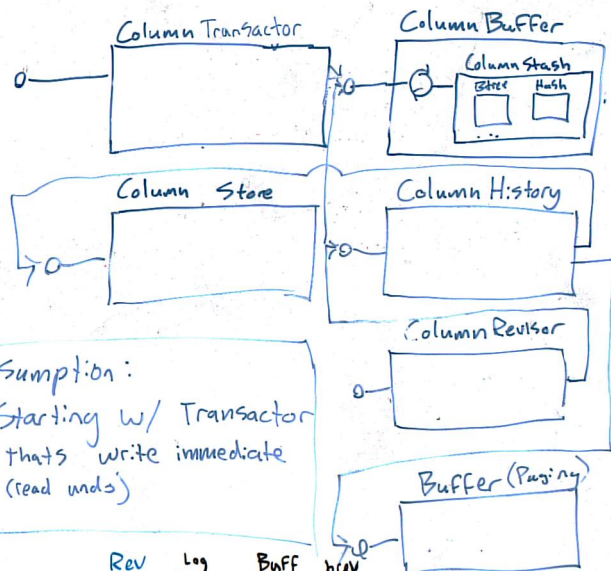 Column Transactor
Column Buffer
Column Stash
Btree Hash
...
Column Store
Column History
Column Revisor
Sumption:
Starting w/ Transactor
thats write immediate
(read unds)
Buffer (Paging)
Rev Log Buff